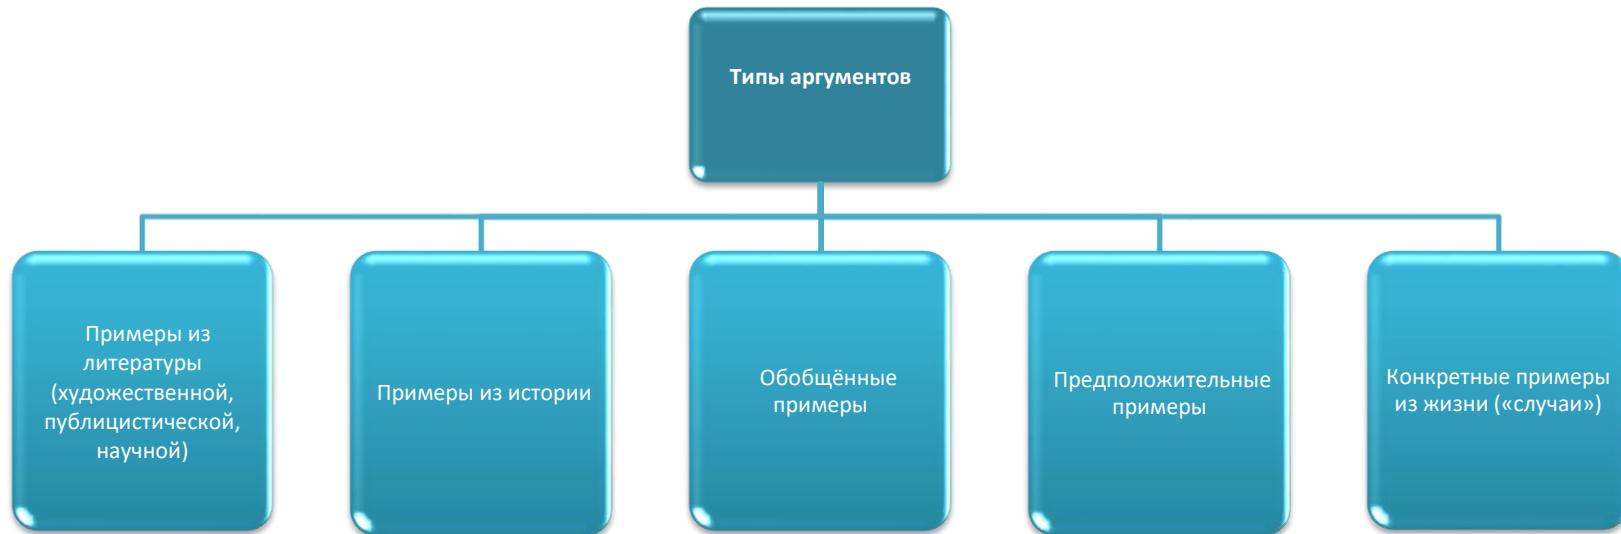 Типы аргументов
Примеры из
литературы
(художественной,
публицистической,
научной)
Примеры из истории
Обобщённые
примеры
Предположительные
примеры
Конкретные примеры
из жизни («случаи»)